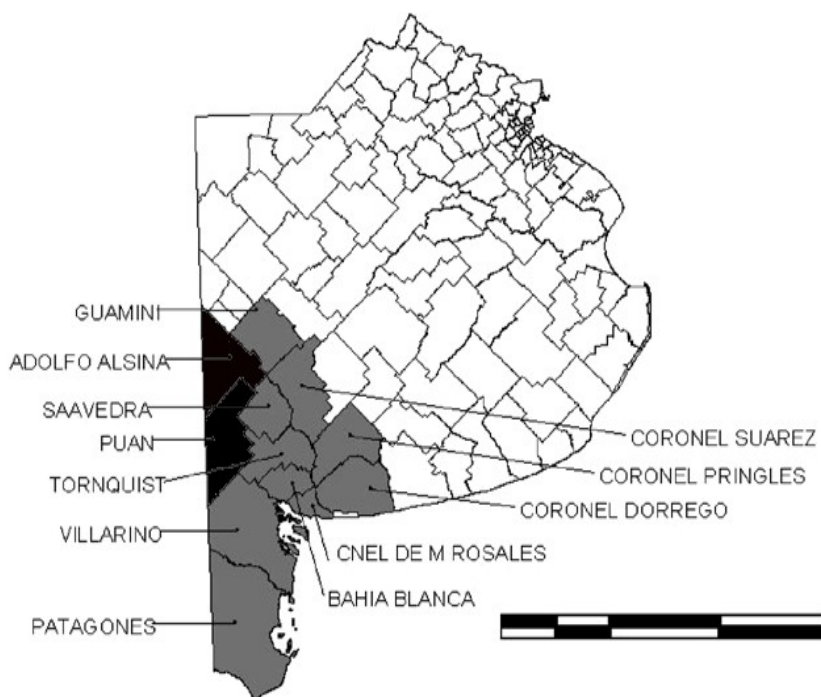 GUAMINI
ADOLFO ALSINA
SAAVEDRA
PUAN
TORNQUIST
VILLARINO
PATAGONES
CORONEL SUAREZ
CORONEL PRINGLES
CORONEL DORREGO
CNEL DE M ROSALES
BAHIA BLANCA